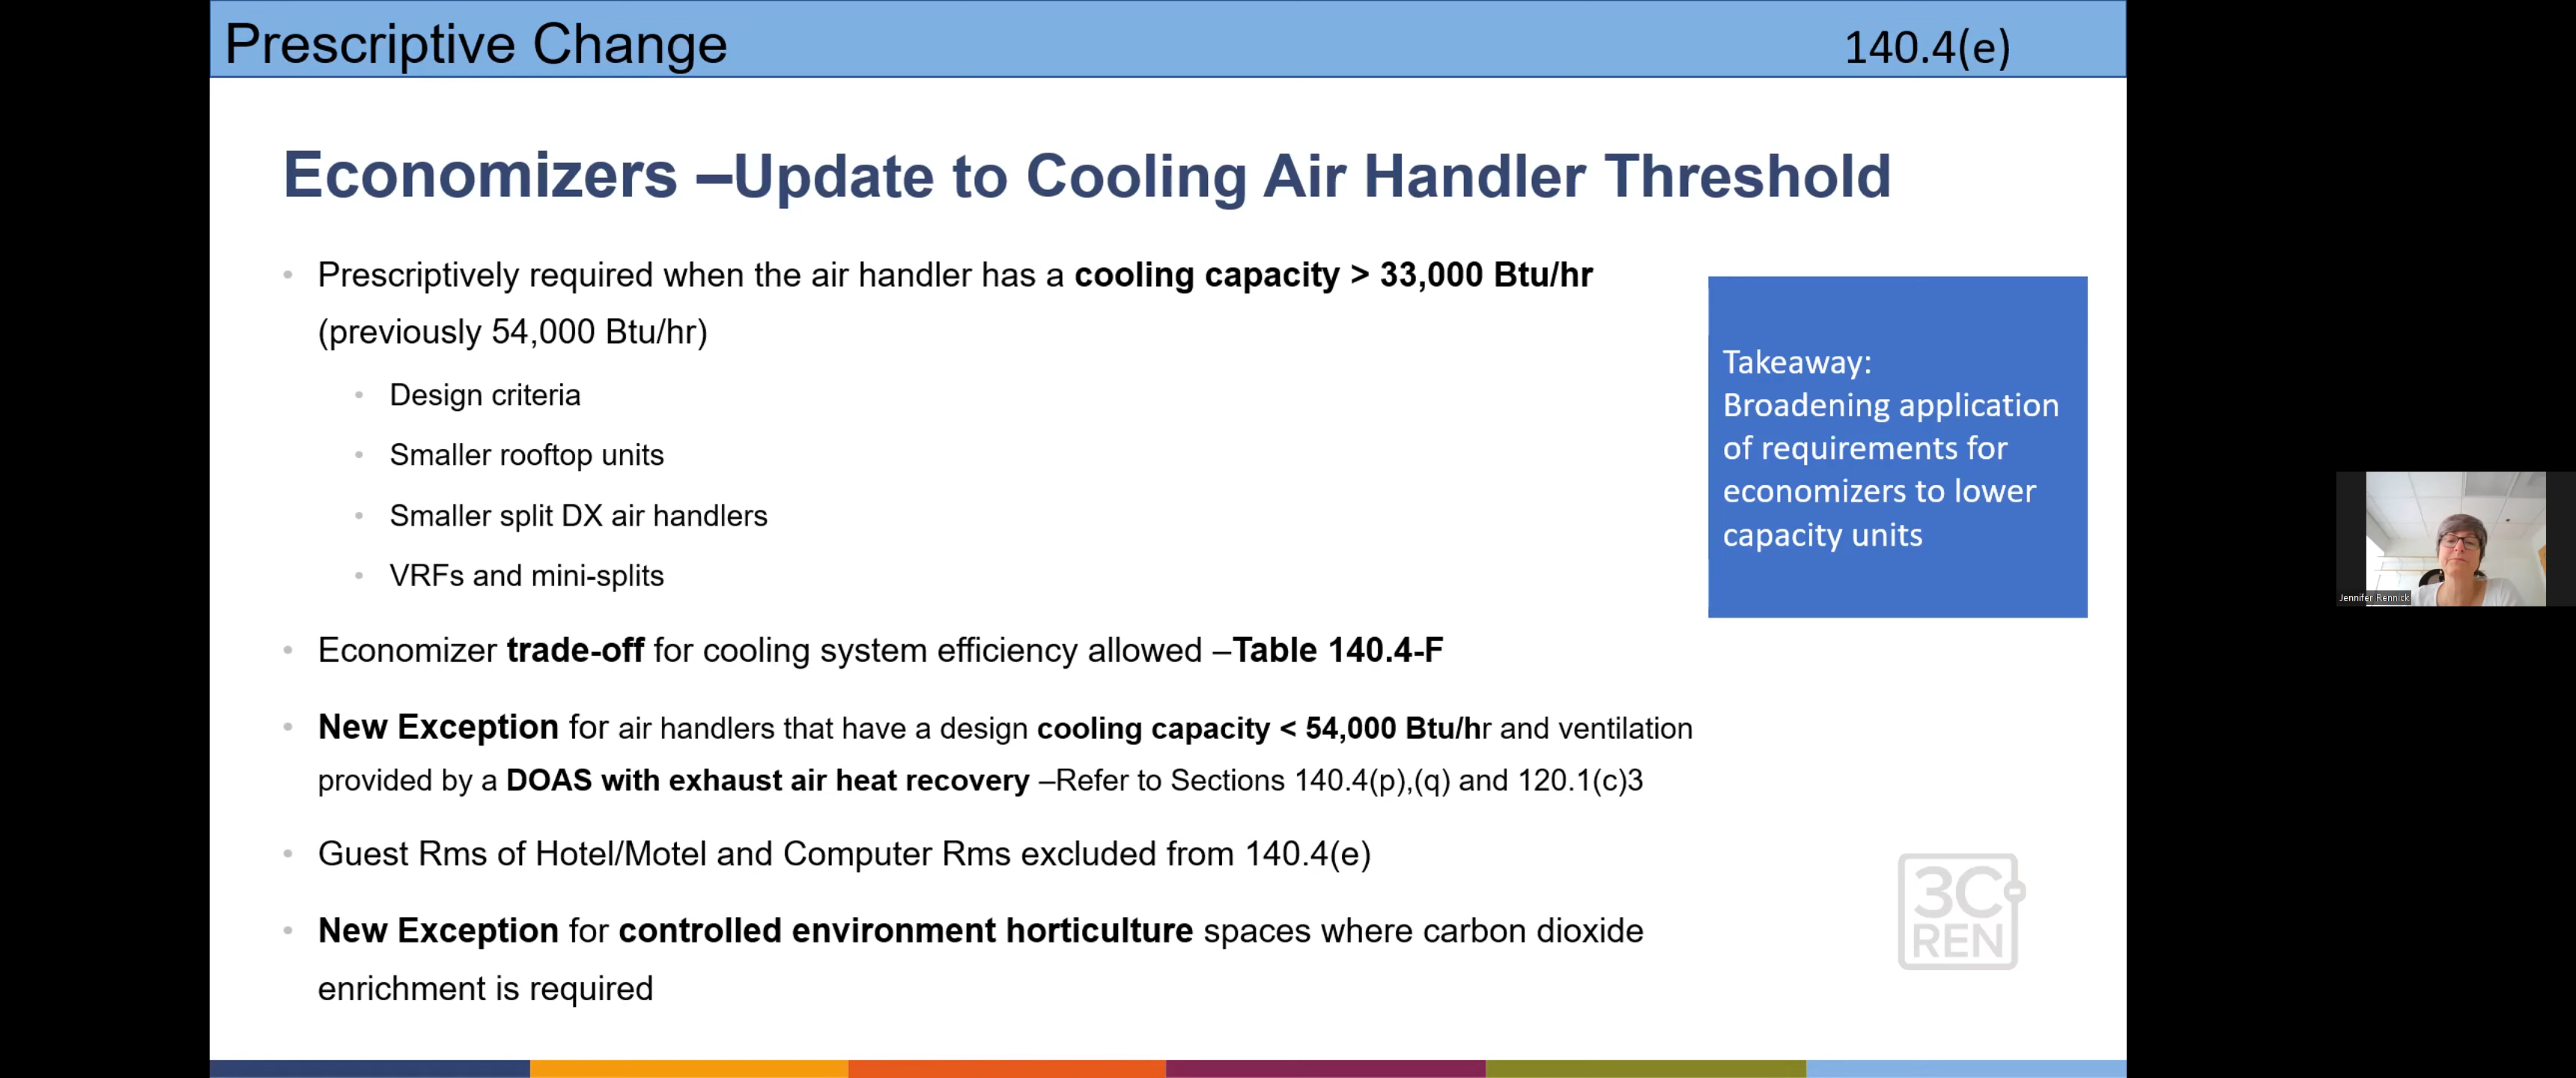 Prescriptive Change 140.4(e)
Economizers –Update to Cooling Air Handler Threshold
• Prescriptively required when the air handler has a cooling capacity > 33,000 Btu/hr
(previously 54,000 Btu/hr)
• Design criteria
• Smaller rooftop units
• Smaller split DX air handlers
• VRFs and mini-splits
• Economizer trade-off for cooling system efficiency allowed –Table 140.4-F
• New Exception for air handlers that have a design cooling capacity < 54,000 Btu/hr and ventilation
provided by a DOAS with exhaust air heat recovery –Refer to Sections 140.4(p),(q) and 120.1(c)3
• Guest Rms of Hotel/Motel and Computer Rms excluded from 140.4(e)
• New Exception for controlled environment horticulture spaces where carbon dioxide
enrichment is required
Takeaway:
Broadening application
of requirements for
economizers to lower
capacity units
3C
REN
Jennifer Rennick